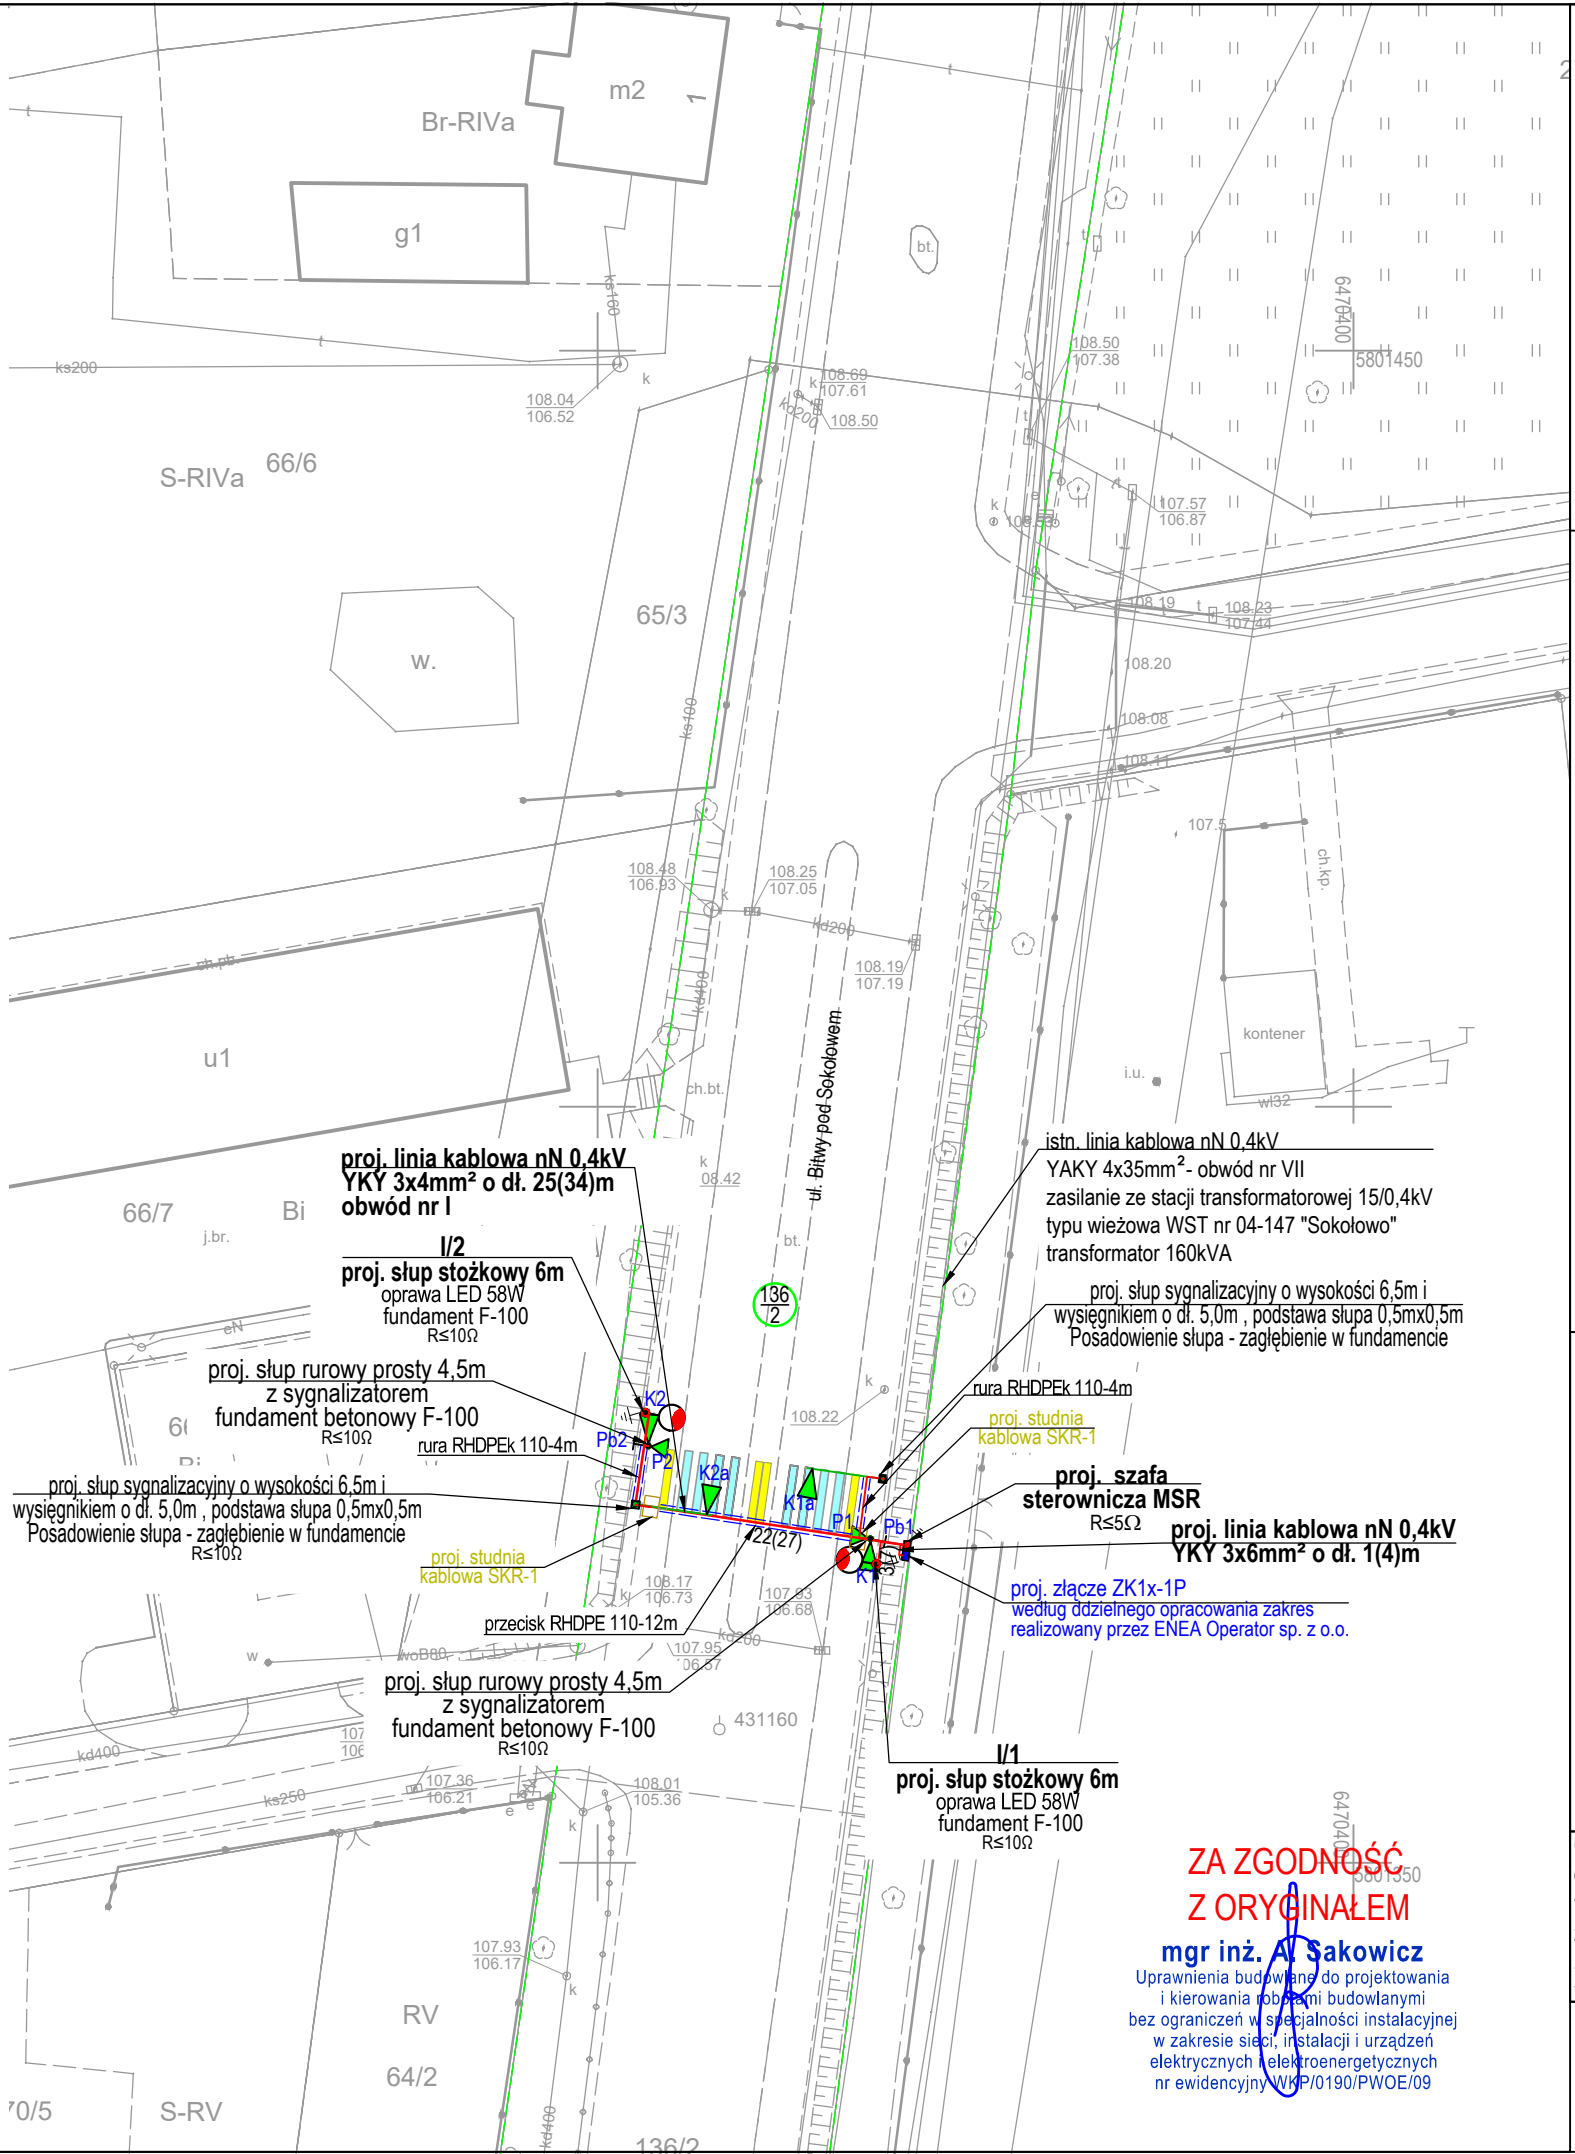 m2
1
Br-RIVa
g1
t
t
t
bt.
t
ks160
ks200
k
108.04
106.52
k
108.69
107.61
kd200
108.50
108.50
107.38
6470400
5801450
S-RIVa
66/6
t
t
k
e
107.57
106.87
65/3
w.
108.19
t
108.23
107.44
108.20
108.08
108.11
ks100
107.5
ch.kp.
108.48
106.93
k
108.25
107.05
kd200
108.19
107.19
ch.pb.
kd400
u1
ch.bt.
ul. Bitwy pod Sokołowem
kontener
i.u.
wl32
k
08.42
bt.
66/7
Bi
j.br.
eN
proj. linia kablowa nN 0,4kV
YKY 3x4mm² o dł. 25(34)m
obwód nr I
I/2
proj. słup stożkowy 6m
oprawa LED 58W
fundament F-100
R≤10Ω
istn. linia kablowa nN 0,4kV
YAKY 4x35mm² - obwód nr VII
zasilanie ze stacji transformatorowej 15/0,4kV
typu wieżowa WST nr 04-147 "Sokołowo"
transformator 160kVA
136
2
proj. słup sygnalizacyjny o wysokości 6,5m i
wysięgnikiem o dł. 5,0m , podstawa słupa 0,5mx0,5m
Posadowienie słupa - zagłębienie w fundamencie
proj. słup rurowy prosty 4,5m
z sygnalizatorem
fundament betonowy F-100
R≤10Ω
k
108.22
rura RHDPEk 110-4m
proj. studnia
kablowa SKR-1
rura RHDPEk 110-4m
K2
Pb2
P2
K2a
K1a
P1
Pb1
K1
22(27)
proj. słup sygnalizacyjny o wysokości 6,5m i
wysięgnikiem o dł. 5,0m , podstawa słupa 0,5mx0,5m
Posadowienie słupa - zagłębienie w fundamencie
R≤10Ω
proj. szafa
sterownicza MSR
R≤5Ω
proj. linia kablowa nN 0,4kV
YKY 3x6mm² o dł. 1(4)m
proj. studnia
kablowa SKR-1
proj. złącze ZK1x-1P
według ddzielnego opracowania zakres
realizowany przez ENEA Operator sp. z o.o.
k
108.17
106.73
107.93
106.68
przecisk RHDPE 110-12m
kd200
107.95
w
woB80
proj. słup rurowy prosty 4,5m
z sygnalizatorem
fundament betonowy F-100
R≤10Ω
431160
I/1
proj. słup stożkowy 6m
oprawa LED 58W
fundament F-100
R≤10Ω
kd400
ks250
107.36
106.21
e
e
k
108.01
105.36
107.93
106.17
k
5801350
ZA ZGODNOŚĆ
Z ORYGINAŁEM
mgr inż. A. Sakowicz
Uprawnienia budowlane do projektowania
i kierowania robotami budowlanymi
bez ograniczeń w specjalności instalacyjnej
w zakresie sieci, instalacji i urządzeń
elektrycznych i elektroenergetycznych
nr ewidencyjny WKP/0190/PWOE/09
RV
64/2
70/5
S-RV
kd400
136/2